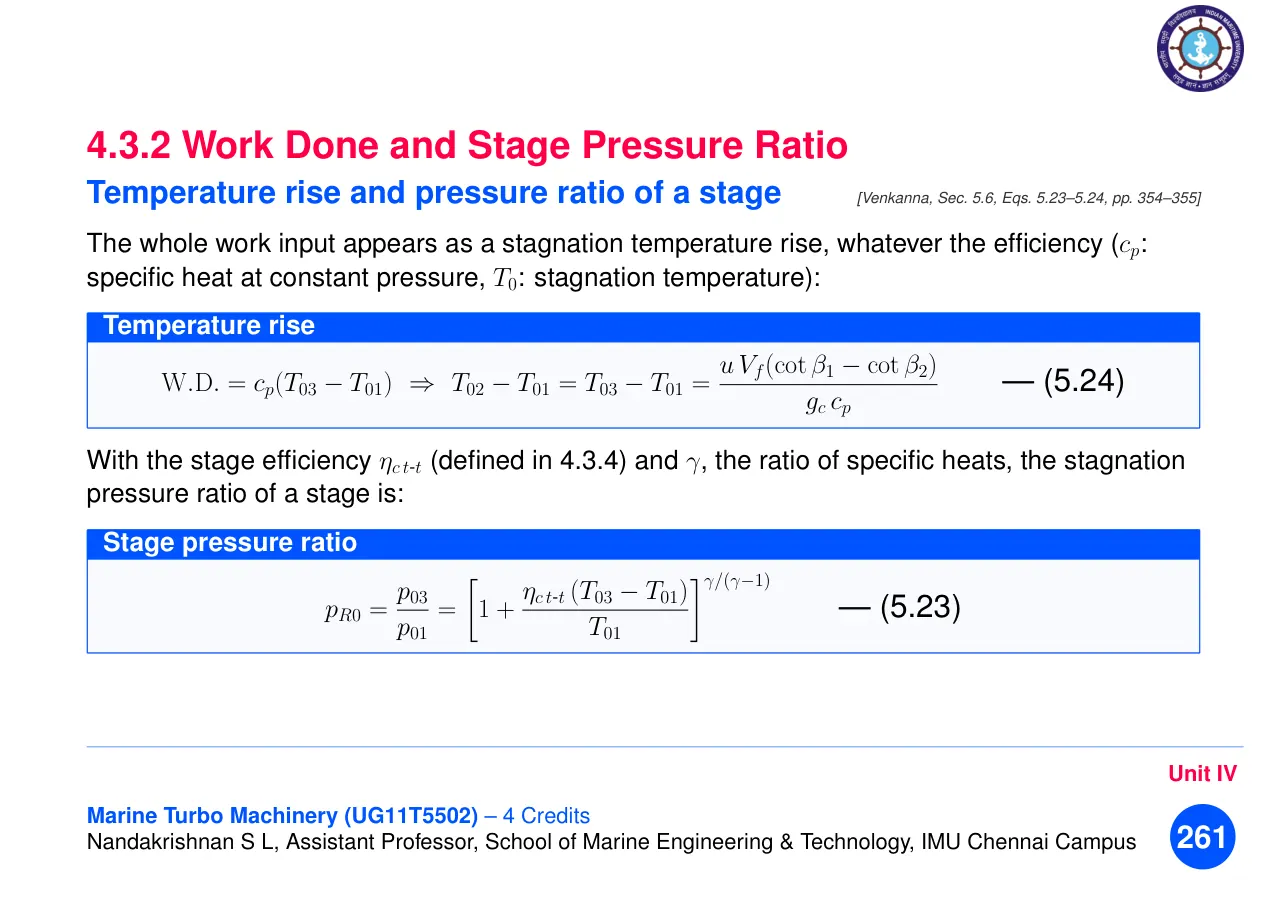 INDIAN MARITIME UNIVERSITY
4.3.2 Work Done and Stage Pressure Ratio
Temperature rise and pressure ratio of a stage [Venkanna, Sec. 5.6, Eqs. 5.23–5.24, pp. 354–355]
The whole work input appears as a stagnation temperature rise, whatever the efficiency (c_p:
specific heat at constant pressure, T_0: stagnation temperature):
Temperature rise
W.D. = c_p(T_03 − T_01) ⇒ T_02 − T_01 = T_03 − T_01 = u V_f(cot β_1 − cot β_2) / g_c c_p — (5.24)
With the stage efficiency η_c t-t (defined in 4.3.4) and γ, the ratio of specific heats, the stagnation
pressure ratio of a stage is:
Stage pressure ratio
p_R0 = p_03 / p_01 = [1 + η_c t-t (T_03 − T_01) / T_01]^γ/(γ−1) — (5.23)
Unit IV
Marine Turbo Machinery (UG11T5502) – 4 Credits
Nandakrishnan S L, Assistant Professor, School of Marine Engineering & Technology, IMU Chennai Campus
261